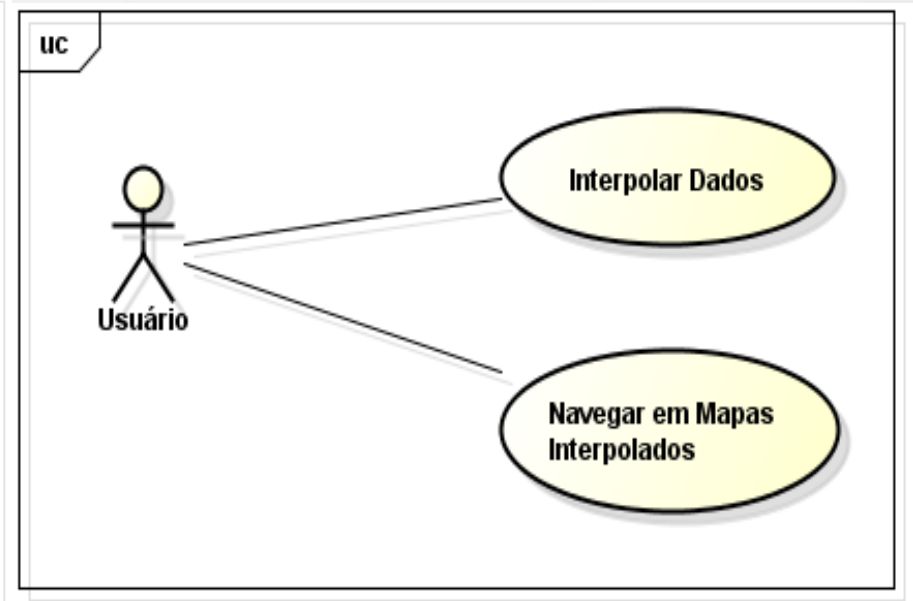 uc
Interpolar Dados
Usuário
Navegar em Mapas
Interpolados